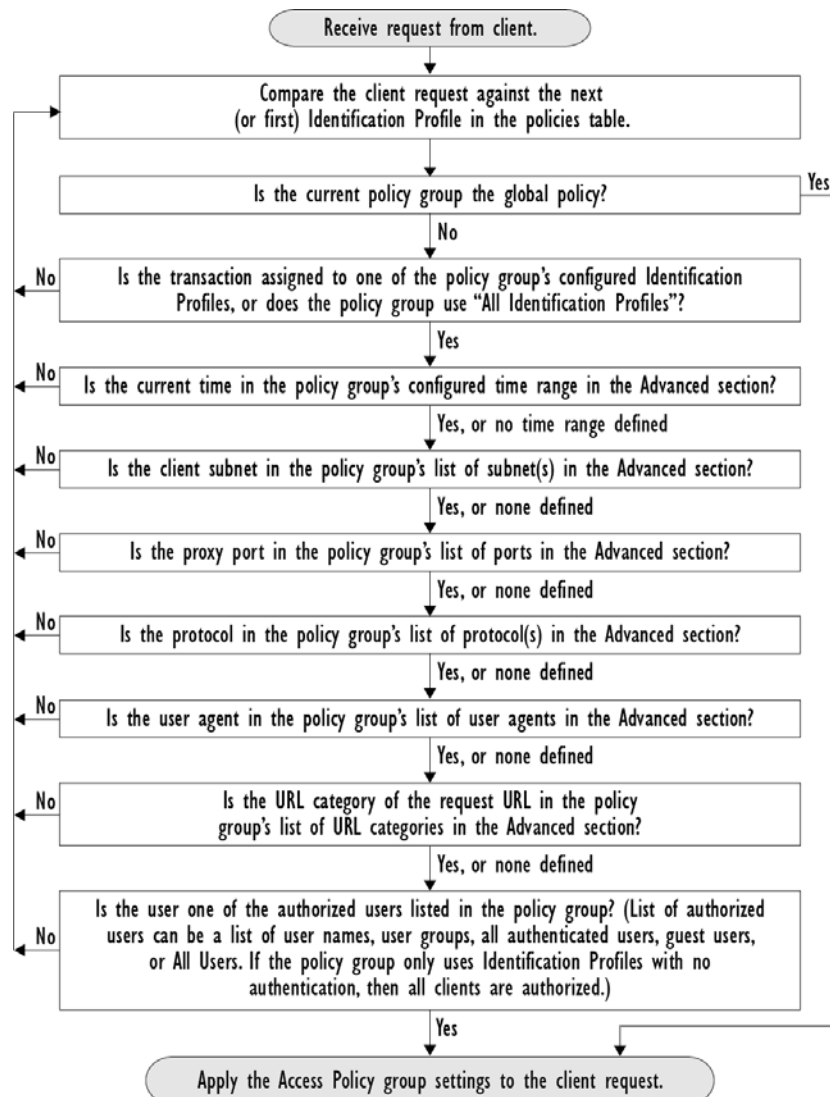 Receive request from client.
Compare the client request against the next
(or first) Identification Profile in the policies table.
Is the current policy group the global policy?
Yes
No
No
Is the transaction assigned to one of the policy group's configured Identification
Profiles, or does the policy group use “All Identification Profiles”?
Yes
No
Is the current time in the policy group's configured time range in the Advanced section?
Yes, or no time range defined
No
Is the client subnet in the policy group's list of subnet(s) in the Advanced section?
Yes, or none defined
No
Is the proxy port in the policy group's list of ports in the Advanced section?
Yes, or none defined
No
Is the protocol in the policy group's list of protocol(s) in the Advanced section?
Yes, or none defined
No
Is the user agent in the policy group's list of user agents in the Advanced section?
Yes, or none defined
No
Is the URL category of the request URL in the policy
group's list of URL categories in the Advanced section?
Yes, or none defined
No
Is the user one of the authorized users listed in the policy group? (List of authorized
users can be a list of user names, user groups, all authenticated users, guest users,
or All Users. If the policy group only uses Identification Profiles with no
authentication, then all clients are authorized.)
Yes
Apply the Access Policy group settings to the client request.